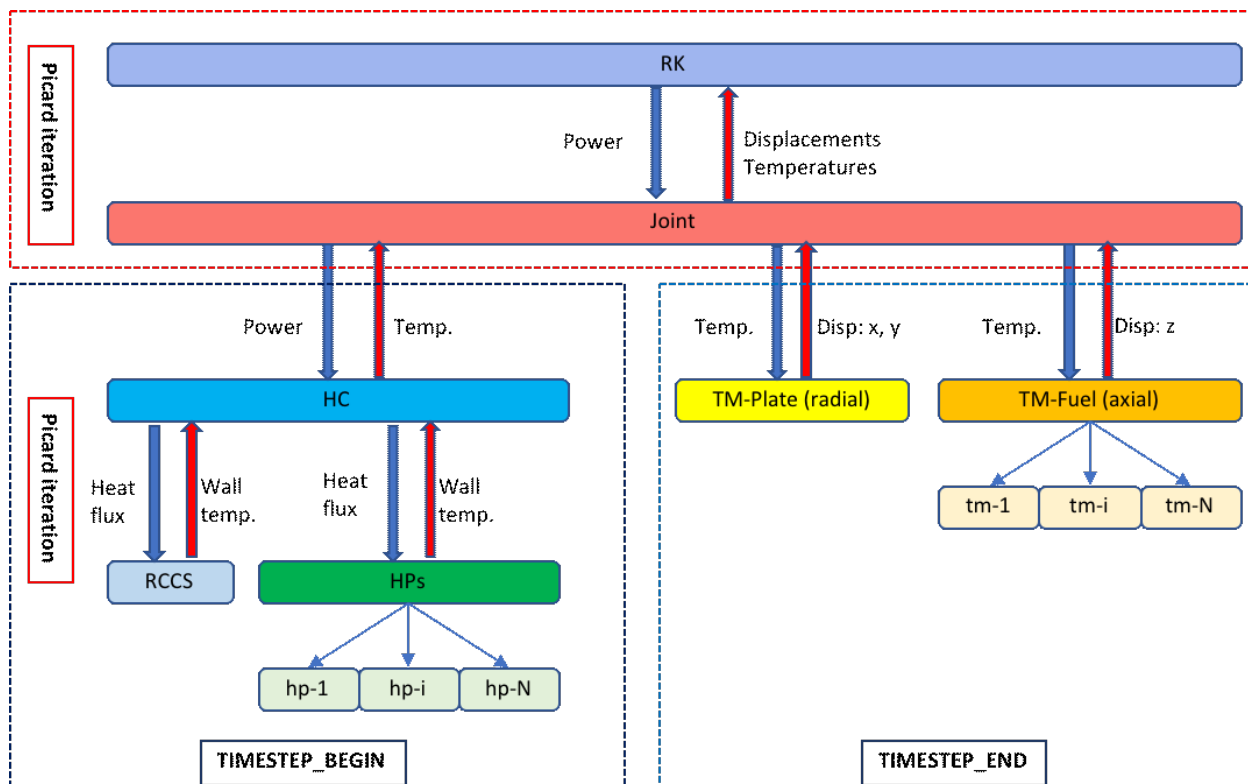 RK
Picard iteration
Power
Displacements
Temperatures
Joint
Power
Temp.
Temp.
Disp: x, y
Temp.
Disp: z
HC
TM-Plate (radial)
TM-Fuel (axial)
Picard iteration
Heat
flux
Wall
temp.
Heat
flux
Wall
temp.
tm-1
tm-i
tm-N
RCCS
HPs
hp-1
hp-i
hp-N
TIMESTEP_BEGIN
TIMESTEP_END